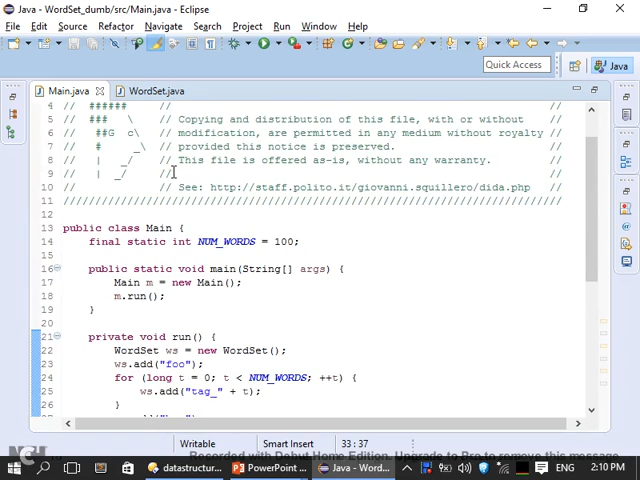 Java - WordSet_dumb/src/Main.java - Eclipse
File Edit Source Refactor Navigate Search Project Run Window Help
Quick Access
Java
Main.java WordSet.java
4 // ###### // //
5 // ### \ // Copying and distribution of this file, with or without //
6 // ##G c\ // modification, are permitted in any medium without royalty //
7 // # _\ // provided this notice is preserved. //
8 // | _/ // This file is offered as-is, without any warranty. //
9 // | _/ // //
10 // // See: http://staff.polito.it/giovanni.squillero/dida.php //
11 ////////////////////////////////////////////////////////////////////////////
12
13 public class Main {
14 final static int NUM_WORDS = 100;
15
16 public static void main(String[] args) {
17 Main m = new Main();
18 m.run();
19 }
20
21 private void run() {
22 WordSet ws = new WordSet();
23 ws.add("foo");
24 for (long t = 0; t < NUM_WORDS; ++t) {
25 ws.add("tag_" + t);
26 }
Writable Smart Insert 33 : 37
Recorded with Debut Home Edition. Upgrade to Pro to remove this message.
datastructur... PowerPoint ... Java - Word... ENG 2:10 PM